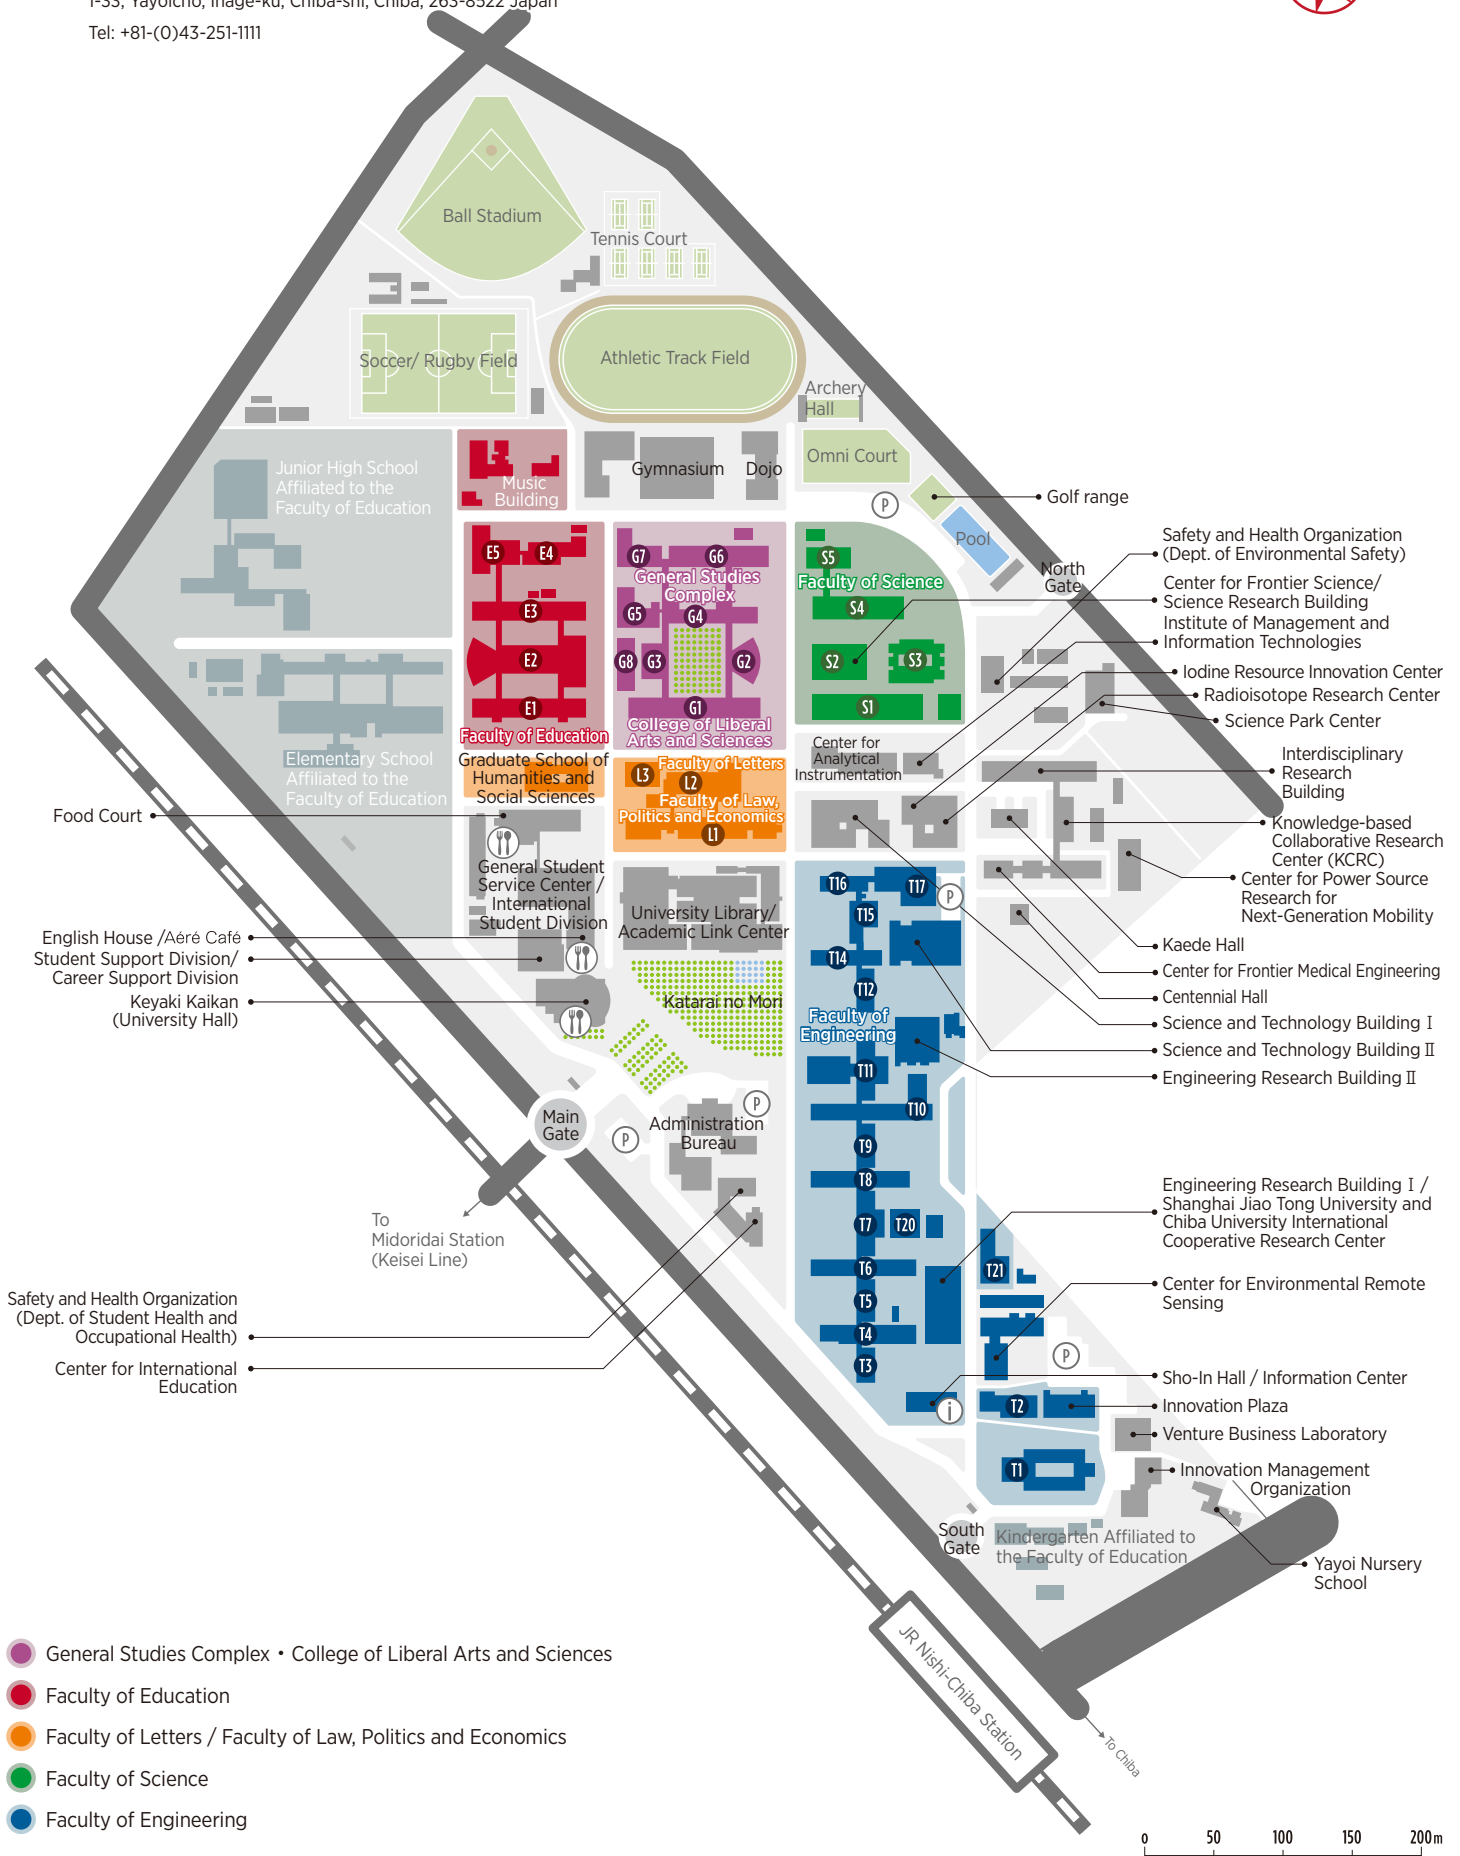 1-33, Yayoicho, Inage-ku, Chiba-shi, Chiba, 263-8522 Japan
Tel: +81-(0)43-251-1111
Ball Stadium
Tennis Court
Soccer/ Rugby Field
Athletic Track Field
Archery
Hall
Omni Court
Gymnasium
Dojo
Music
Building
Junior High School
Affiliated to the
Faculty of Education
P
Golf range
Pool
North
Gate
Safety and Health Organization
(Dept. of Environmental Safety)
Center for Frontier Science/
Science Research Building
Institute of Management and
Information Technologies
Iodine Resource Innovation Center
Radioisotope Research Center
Science Park Center
Interdisciplinary
Research
Building
Knowledge-based
Collaborative Research
Center (KCRC)
Center for Power Source
Research for
Next-Generation Mobility
Kaede Hall
Center for Frontier Medical Engineering
Centennial Hall
Science and Technology Building Ⅰ
Science and Technology Building Ⅱ
Engineering Research Building Ⅱ
E5
E4
E3
E2
E1
Faculty of Education
G7
G6
General Studies
Complex
G5
G4
G8
G3
G2
G1
College of Liberal
Arts and Sciences
S5
Faculty of Science
S4
S2
S3
S1
Center for
Analytical
Instrumentation
Elementary School
Affiliated to the
Faculty of Education
Graduate School of
Humanities and
Social Sciences
L3
Faculty of Letters
L2
Faculty of Law,
Politics and Economics
L1
Food Court
General Student
Service Center /
International
Student Division
University Library/
Academic Link Center
English House /Aéré Café
Student Support Division/
Career Support Division
Keyaki Kaikan
(University Hall)
Katarai no Mori
T16
T17
P
T15
T14
T12
Faculty of
Engineering
T11
T10
T9
T8
T7
T20
T6
T21
T5
T4
T3
Main
Gate
P
P
Administration
Bureau
To
Midoridai Station
(Keisei Line)
Safety and Health Organization
(Dept. of Student Health and
Occupational Health)
Center for International
Education
Engineering Research Building Ⅰ /
Shanghai Jiao Tong University and
Chiba University International
Cooperative Research Center
Center for Environmental Remote
Sensing
P
Sho-In Hall / Information Center
i
T2
Innovation Plaza
Venture Business Laboratory
T1
Innovation Management
Organization
South
Gate
Kindergarten Affiliated to
the Faculty of Education
Yayoi Nursery
School
JR Nishi-Chiba Station
To Chiba
General Studies Complex・College of Liberal Arts and Sciences
Faculty of Education
Faculty of Letters / Faculty of Law, Politics and Economics
Faculty of Science
Faculty of Engineering
0 50 100 150 200m